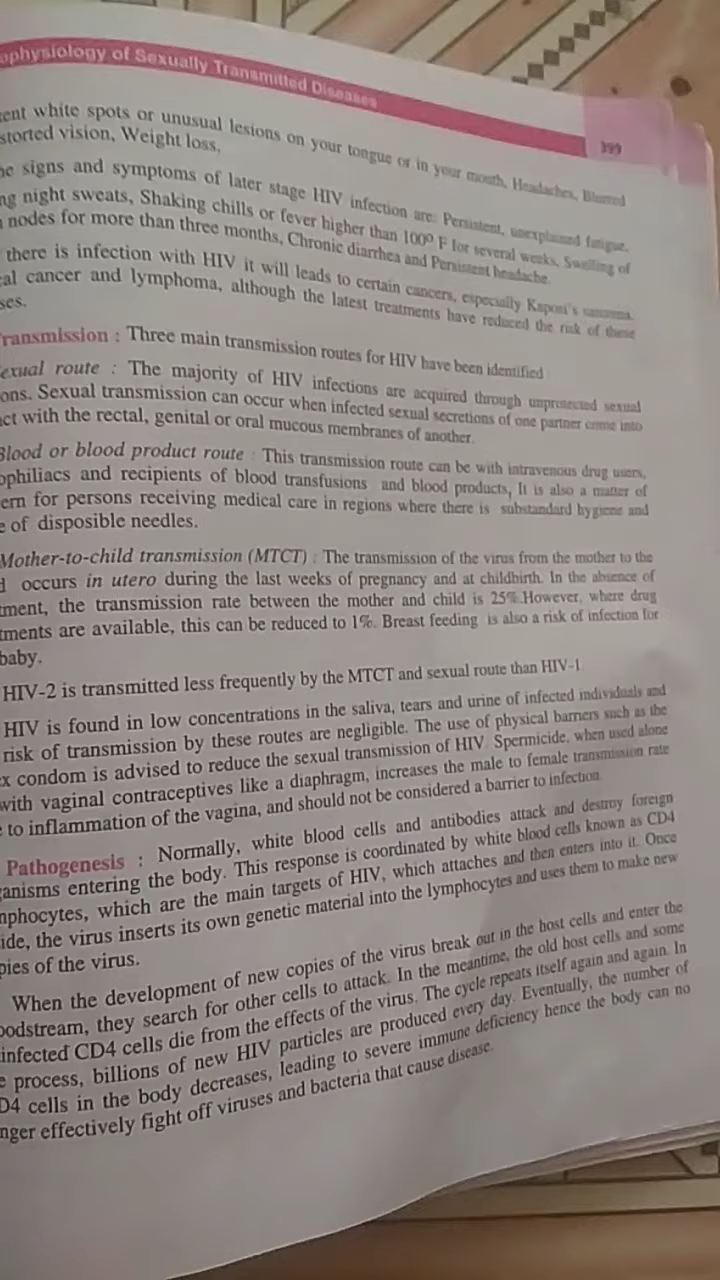 ophysiology of Sexually Transmitted Diseases
399
ent white spots or unusual lesions on your tongue or in your mouth, Headaches, Blurred
storted vision, Weight loss,
he signs and symptoms of later stage HIV infection are: Persistent, unexplained fatigue,
ng night sweats, Shaking chills or fever higher than 100⁰ F for several weeks, Swelling of
nodes for more than three months, Chronic diarrhea and Persistent headache.
there is infection with HIV it will leads to certain cancers, especially Kaposi's sarcoma,
al cancer and lymphoma, although the latest treatments have reduced the risk of these
ses.
ransmission : Three main transmission routes for HIV have been identified
exual route : The majority of HIV infections are acquired through unprotected sexual
ons. Sexual transmission can occur when infected sexual secretions of one partner come into
act with the rectal, genital or oral mucous membranes of another.
Blood or blood product route : This transmission route can be with intravenous drug users,
ophiliacs and recipients of blood transfusions and blood products, It is also a matter of
ern for persons receiving medical care in regions where there is substandard hygiene and
e of disposible needles.
Mother-to-child transmission (MTCT) : The transmission of the virus from the mother to the
d occurs in utero during the last weeks of pregnancy and at childbirth. In the absence of
tment, the transmission rate between the mother and child is 25%.However, where drug
tments are available, this can be reduced to 1%. Breast feeding is also a risk of infection for
baby.
HIV-2 is transmitted less frequently by the MTCT and sexual route than HIV-1
HIV is found in low concentrations in the saliva, tears and urine of infected individuals and
risk of transmission by these routes are negligible. The use of physical barriers such as the
x condom is advised to reduce the sexual transmission of HIV Spermicide, when used alone
with vaginal contraceptives like a diaphragm, increases the male to female transmission rate
e to inflammation of the vagina, and should not be considered a barrier to infection.
Pathogenesis : Normally, white blood cells and antibodies attack and destroy foreign
ganisms entering the body. This response is coordinated by white blood cells known as CD4
mphocytes, which are the main targets of HIV, which attaches and then enters into it. Once
ide, the virus inserts its own genetic material into the lymphocytes and uses them to make new
pies of the virus.
When the development of new copies of the virus break out in the host cells and enter the
oodstream, they search for other cells to attack. In the meantime, the old host cells and some
infected CD4 cells die from the effects of the virus. The cycle repeats itself again and again. In
e process, billions of new HIV particles are produced every day. Eventually, the number of
D4 cells in the body decreases, leading to severe immune deficiency hence the body can no
nger effectively fight off viruses and bacteria that cause disease.